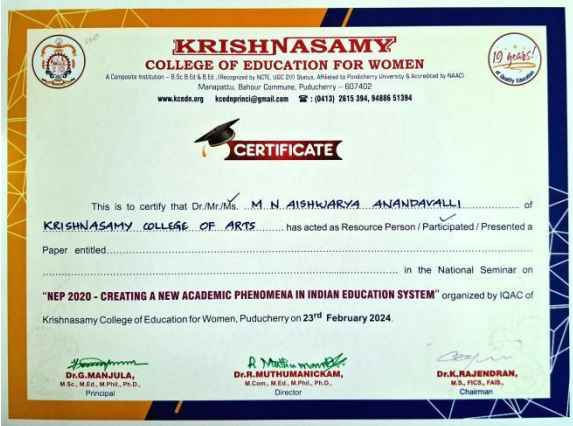 KRISHNASAMY
COLLEGE OF EDUCATION FOR WOMEN
A Composite Institution - B.Sc.B.Ed & B.Ed., (Recognized by NCTE, UGC 2(f) Status, Affiliated to Pondicherry University & Accredited by NAAC)
Manapattu, Bahour Commune, Puducherry - 607402
www.kcedn.org kcednprinci@gmail.com ☎ : (0413) 2615 394, 94886 51394
19 years!
of Quality Education
CERTIFICATE
This is to certify that Dr./Mr./Ms. M N AISHWARYA ANANDAVALLI of
KRISHNASAMY COLLEGE OF ARTS has acted as Resource Person / Participated / Presented a
Paper entitled
in the National Seminar on
"NEP 2020 - CREATING A NEW ACADEMIC PHENOMENA IN INDIAN EDUCATION SYSTEM" organized by IQAC of
Krishnasamy College of Education for Women, Puducherry on 23rd February 2024.
Dr.G.MANJULA,
M.Sc., M.Ed., M.Phil., Ph.D.,
Principal
Dr.R.MUTHUMANICKAM,
M.Com., M.Ed., M.Phil., Ph.D.,
Director
Dr.K.RAJENDRAN,
M.S., FICS., FAIS.,
Chairman